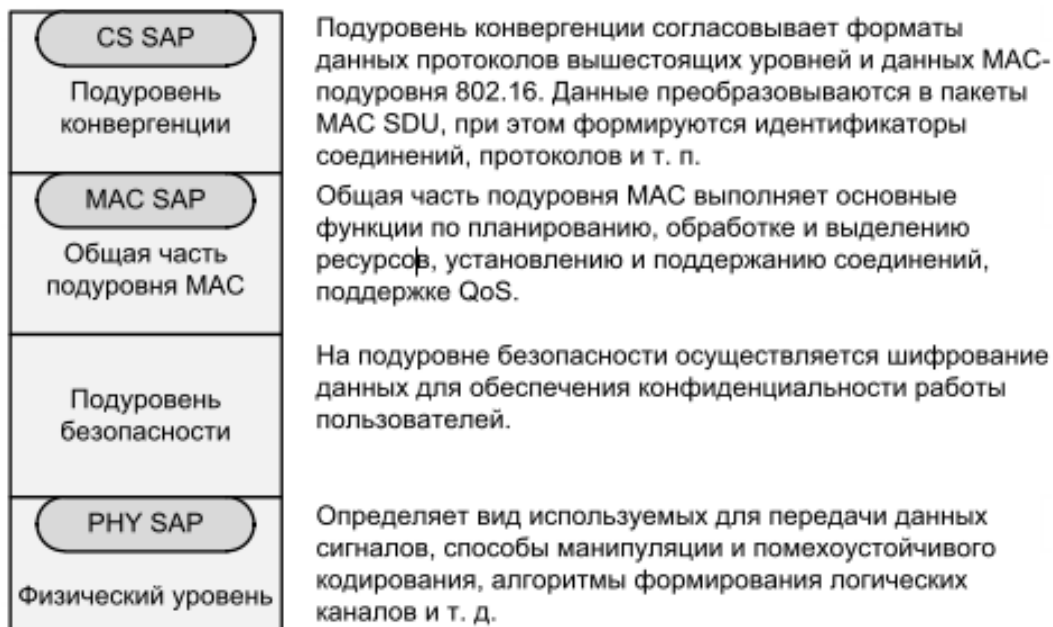 CS SAP
Подуровень
конвергенции
Подуровень конвергенции согласовывает форматы
данных протоколов вышестоящих уровней и данных MAC-
подуровня 802.16. Данные преобразовываются в пакеты
MAC SDU, при этом формируются идентификаторы
соединений, протоколов и т. п.
MAC SAP
Общая часть
подуровня MAC
Общая часть подуровня MAC выполняет основные
функции по планированию, обработке и выделению
ресурсов, установлению и поддержанию соединений,
поддержке QoS.
Подуровень
безопасности
На подуровне безопасности осуществляется шифрование
данных для обеспечения конфиденциальности работы
пользователей.
PHY SAP
Физический уровень
Определяет вид используемых для передачи данных
сигналов, способы манипуляции и помехоустойчивого
кодирования, алгоритмы формирования логических
каналов и т. д.